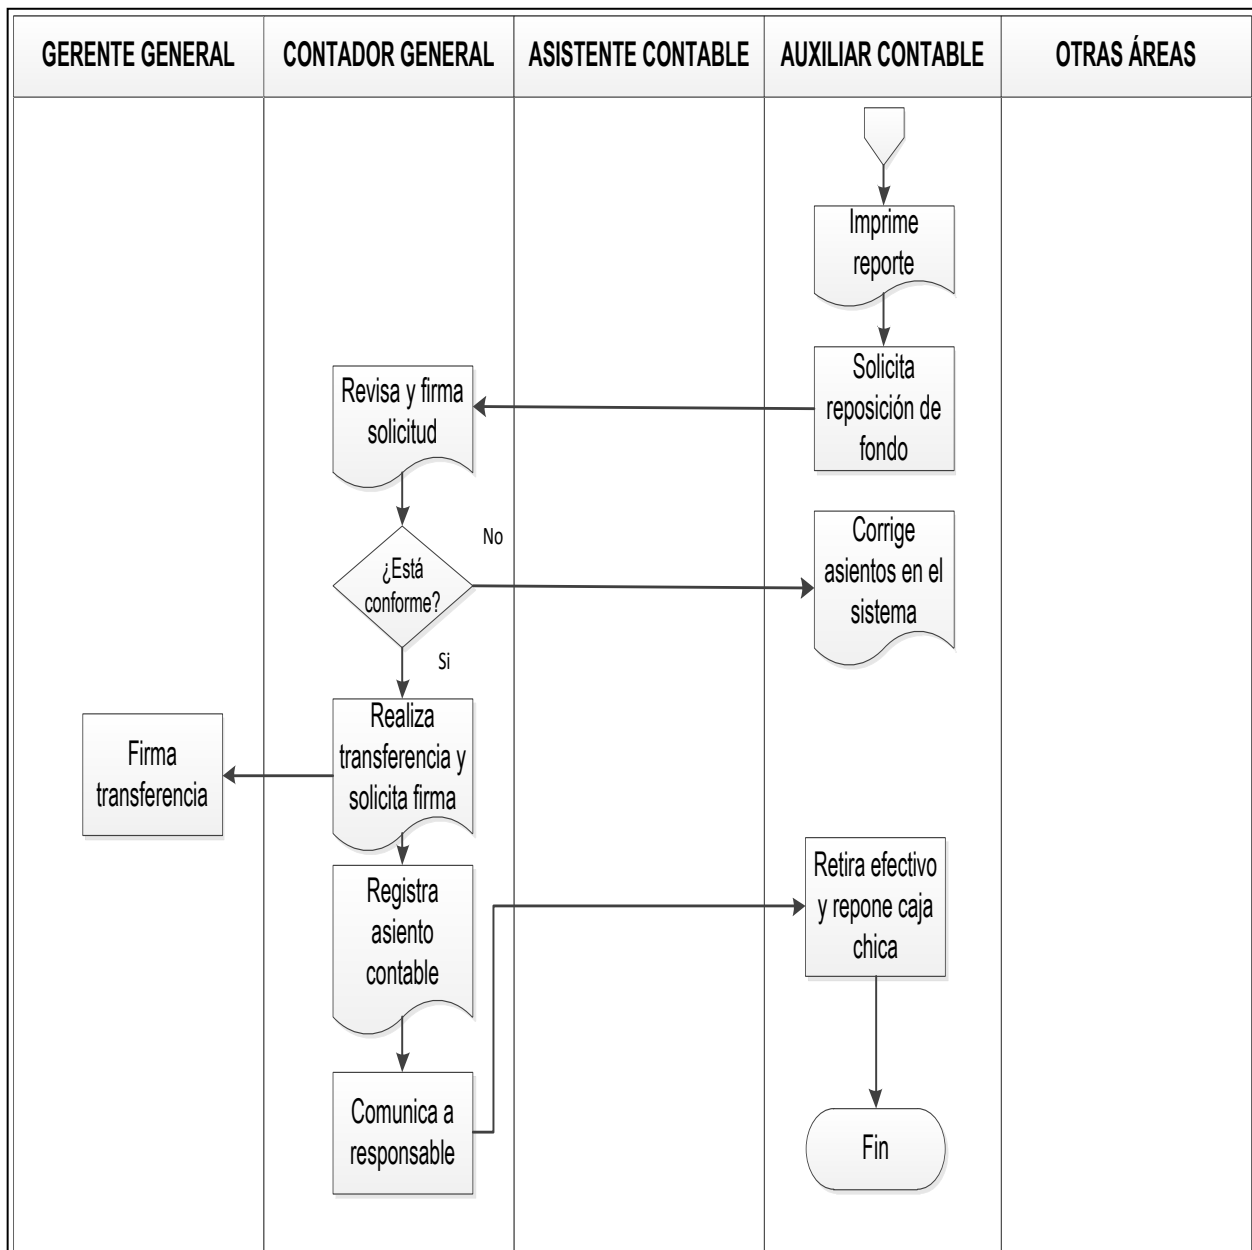 GERENTE GENERAL
CONTADOR GENERAL
ASISTENTE CONTABLE
AUXILIAR CONTABLE
OTRAS ÁREAS
Imprime
reporte
Solicita
reposición de
fondo
Revisa y firma
solicitud
¿Está
conforme?
No
Corrige
asientos en el
sistema
Si
Realiza
transferencia y
solicita firma
Firma
transferencia
Registra
asiento
contable
Comunica a
responsable
Retira efectivo
y repone caja
chica
Fin